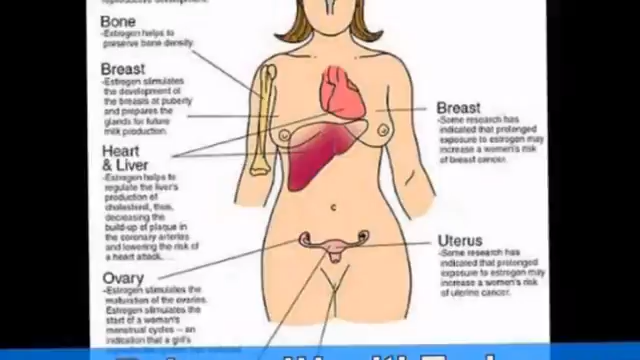 reproductive development.
Bone
-Estrogen helps to
preserve bone density.
Breast
-Estrogen stimulates
the development of
the breasts at puberty
and prepares the
glands for future
milk production.
Heart
& Liver
-Estrogen helps to
regulate the liver's
production of
cholesterol, thus,
decreasing the
build-up of plaque in
the coronary arteries
and lowering the risk of
a heart attack.
Ovary
-Estrogen stimulates the
maturation of the ovaries.
Estrogen stimulates the
start of a woman's
menstrual cycles -- an
indication that a girl's
Breast
-Some research has
indicated that prolonged
exposure to estrogen may
increase a women's risk
of breast cancer.
Uterus
-Some research has
indicated that prolonged
exposure to estrogen may
increase a women's risk
of uterine cancer.